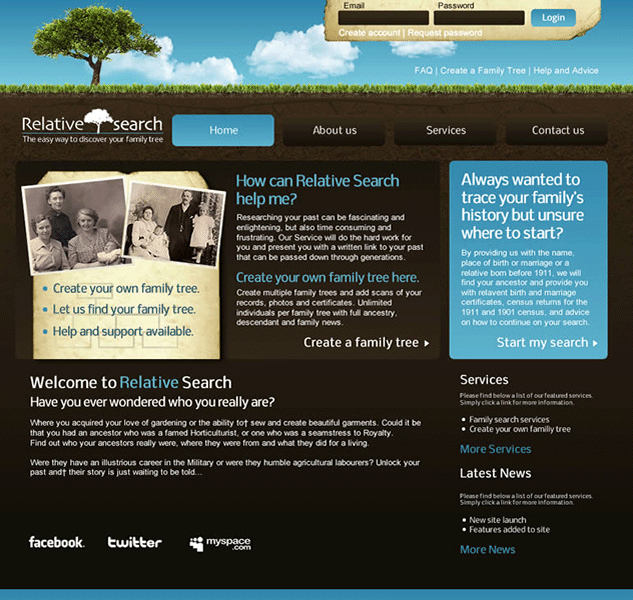 Email
Password
Login
Create account | Request password
FAQ | Create a Family Tree | Help and Advice
Relative search
The easy way to discover your family tree
Home
About us
Services
Contact us
Create your own family tree.
Let us find your family tree.
Help and support available.
How can Relative Search
help me?
Researching your past can be fascinating and
enlightening, but also time consuming and
frustrating. Our Service will do the hard work for
you and present you with a written link to your past
that can be passed down through generations.
Create your own family tree here.
Create multiple family trees and add scans of your
records, photos and certificates. Unlimited
individuals per family tree with full ancestry,
descendant and family news.
Create a family tree
Always wanted to
trace your family's
history but unsure
where to start?
By providing us with the name,
place of birth or marriage or a
relative born before 1911, we will
find your ancestor and provide you
with relavent birth and marriage
certificates, census returns for the
1911 and 1901 census, and advice
on how to continue on your search.
Start my search
Welcome to Relative Search
Have you ever wondered who you really are?
Where you acquired your love of gardening or the ability to† sew and create beautiful garments. Could it be
that you had an ancestor who was a famed Horticulturist, or one who was a seamstress to Royalty.
Find out who your ancestors really were, where they were from and what they did for a living.
Were they have an illustrious career in the Military or were they humble agricultural labourers? Unlock your
past and† their story is just waiting to be told...
facebook.
twitter
myspace
.com
Services
Please find below a list of our featured services.
Simply click a link for more information.
Family search services
Create your own family tree
More Services
Latest News
Please find below a list of our featured services.
Simply click a link for more information.
New site launch
Features added to site
More News